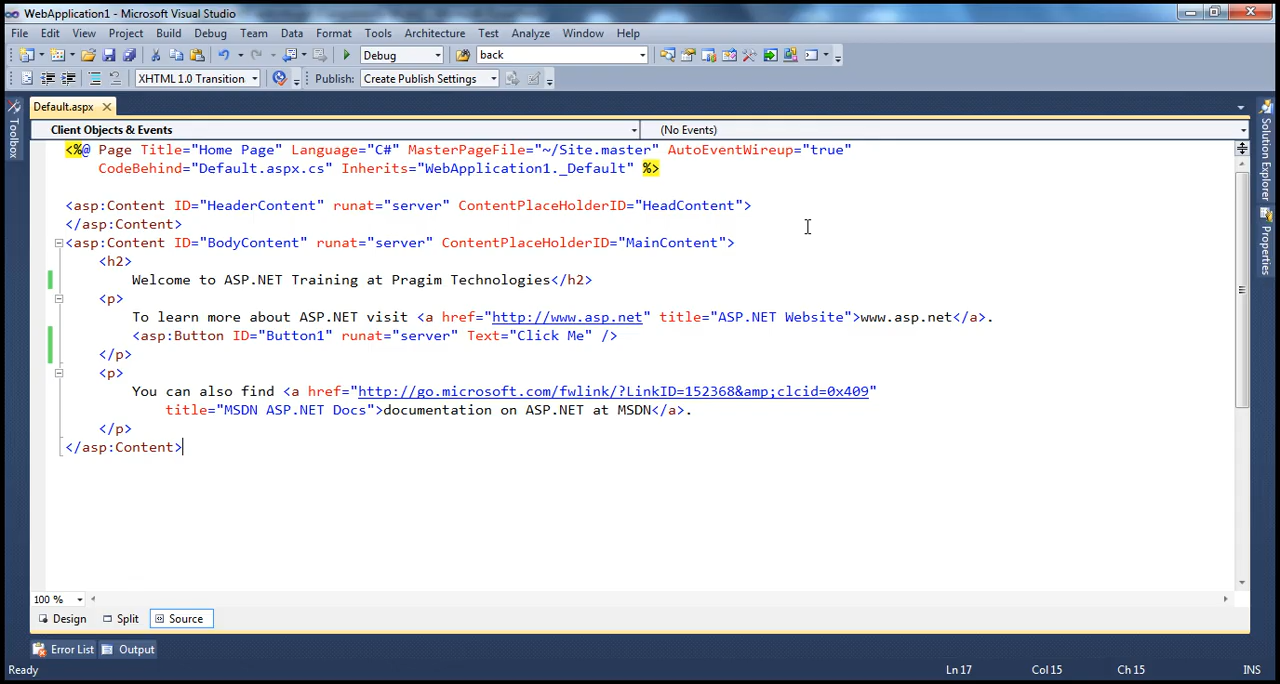 WebApplication1 - Microsoft Visual Studio
File Edit View Project Build Debug Team Data Format Tools Architecture Test Analyze Window Help
Debug back
XHTML 1.0 Transition Publish: Create Publish Settings
Default.aspx
Client Objects & Events (No Events)
Toolbox
Solution Explorer
Properties
<%@ Page Title="Home Page" Language="C#" MasterPageFile="~/Site.master" AutoEventWireup="true"
CodeBehind="Default.aspx.cs" Inherits="WebApplication1._Default" %>
<asp:Content ID="HeaderContent" runat="server" ContentPlaceHolderID="HeadContent">
</asp:Content>
<asp:Content ID="BodyContent" runat="server" ContentPlaceHolderID="MainContent">
<h2>
Welcome to ASP.NET Training at Pragim Technologies</h2>
<p>
To learn more about ASP.NET visit <a href="http://www.asp.net" title="ASP.NET Website">www.asp.net</a>.
<asp:Button ID="Button1" runat="server" Text="Click Me" />
</p>
<p>
You can also find <a href="http://go.microsoft.com/fwlink/?LinkID=152368&amp;clcid=0x409"
title="MSDN ASP.NET Docs">documentation on ASP.NET at MSDN</a>.
</p>
</asp:Content>
100 %
Design Split Source
Error List Output
Ready Ln 17 Col 15 Ch 15 INS